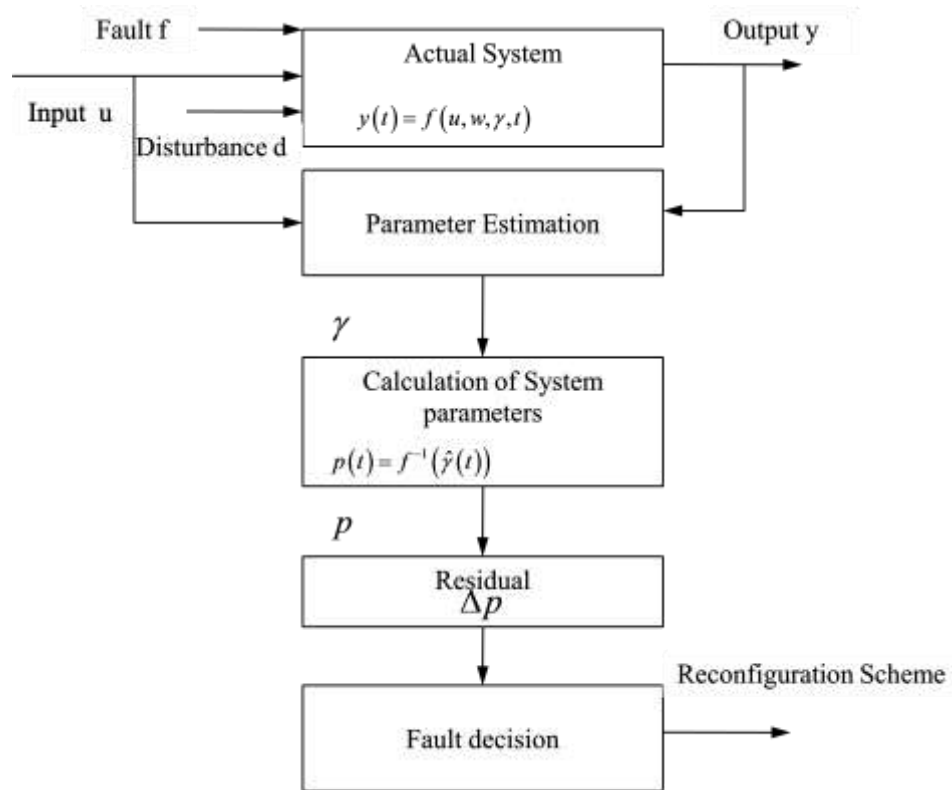 Fault f
Output y
Actual System
Input u
y(t) = f(u, w, γ, t)
Disturbance d
Parameter Estimation
γ
Calculation of System
parameters
p(t) = f⁻¹(γ̂(t))
p
Residual
Δp
Reconfiguration Scheme
Fault decision